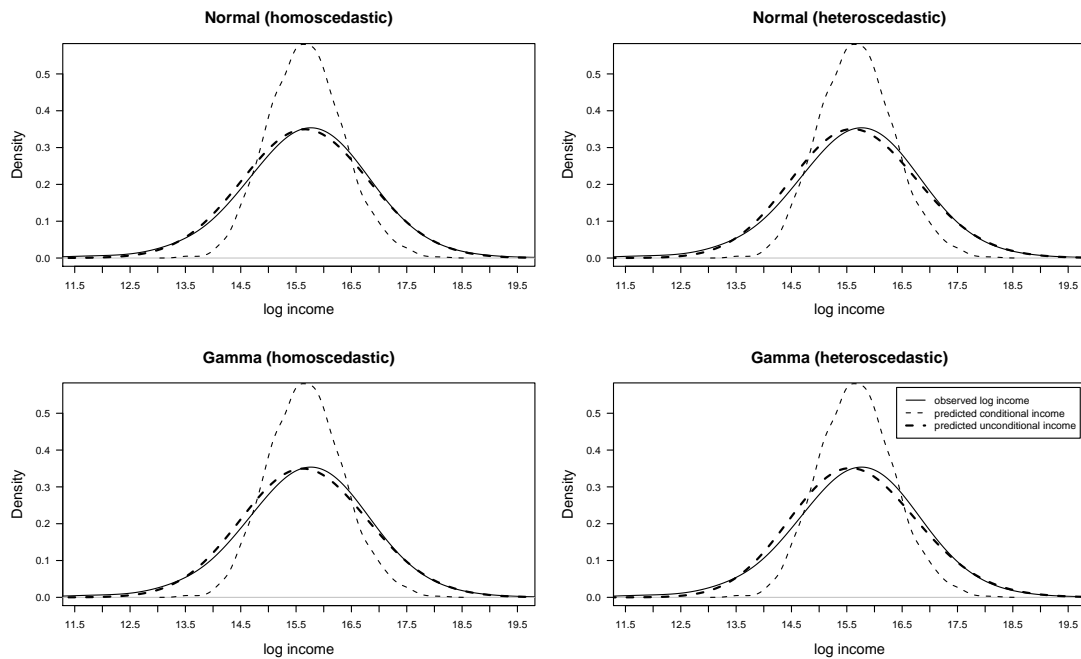 Normal (homoscedastic)
Density
0.5
0.4
0.3
0.2
0.1
0.0
11.5 12.5 13.5 14.5 15.5 16.5 17.5 18.5 19.5
log income
Normal (heteroscedastic)
Density
0.5
0.4
0.3
0.2
0.1
0.0
11.5 12.5 13.5 14.5 15.5 16.5 17.5 18.5 19.5
log income
Gamma (homoscedastic)
Density
0.5
0.4
0.3
0.2
0.1
0.0
11.5 12.5 13.5 14.5 15.5 16.5 17.5 18.5 19.5
log income
Gamma (heteroscedastic)
Density
0.5
0.4
0.3
0.2
0.1
0.0
observed log income
predicted conditional income
predicted unconditional income
11.5 12.5 13.5 14.5 15.5 16.5 17.5 18.5 19.5
log income